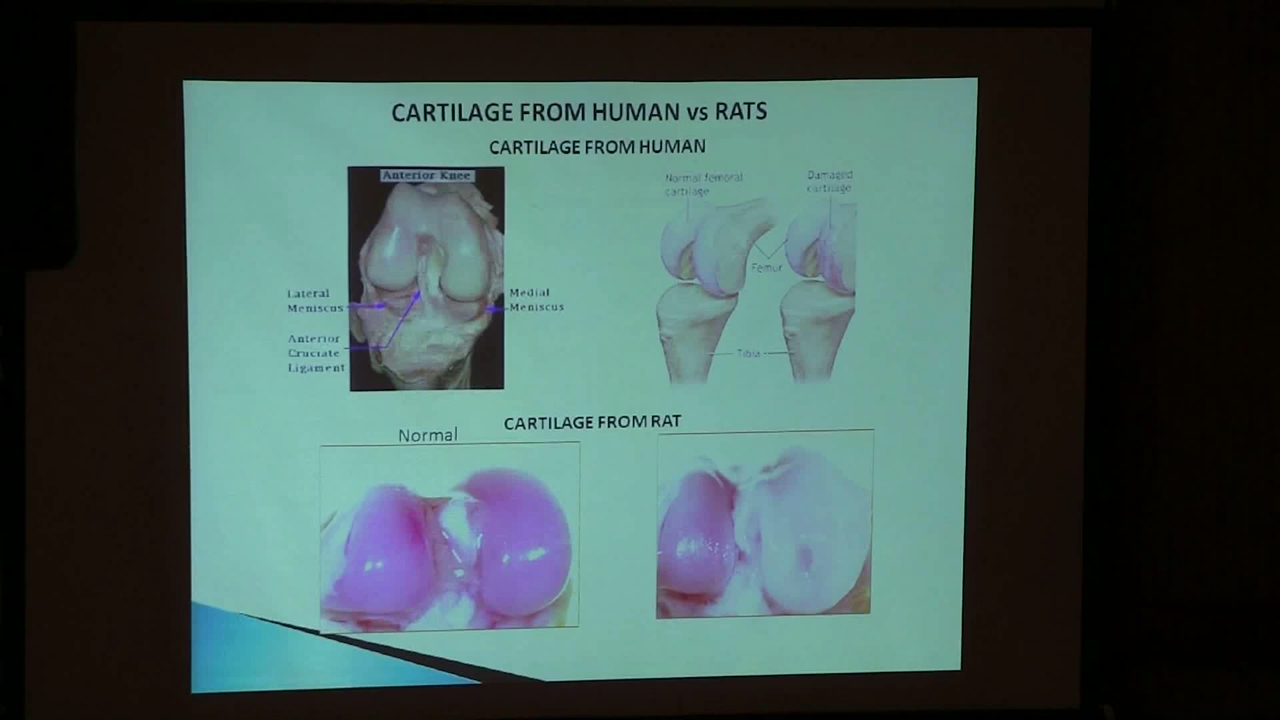 CARTILAGE FROM HUMAN vs RATS
CARTILAGE FROM HUMAN
Anterior Knee
Lateral
Meniscus
Anterior
Cruciate
Ligament
Medial
Meniscus
Normal femoral
cartilage
Damaged
cartilage
Femur
Tibia
CARTILAGE FROM RAT
Normal